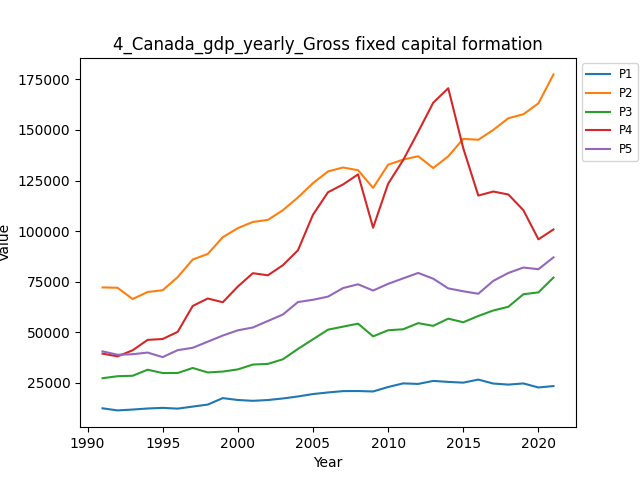 4_Canada_gdp_yearly_Gross fixed capital formation
175000
150000
125000
100000
75000
50000
25000
Value
1990
1995
2000
2005
2010
2015
2020
Year
P1
P2
P3
P4
P5